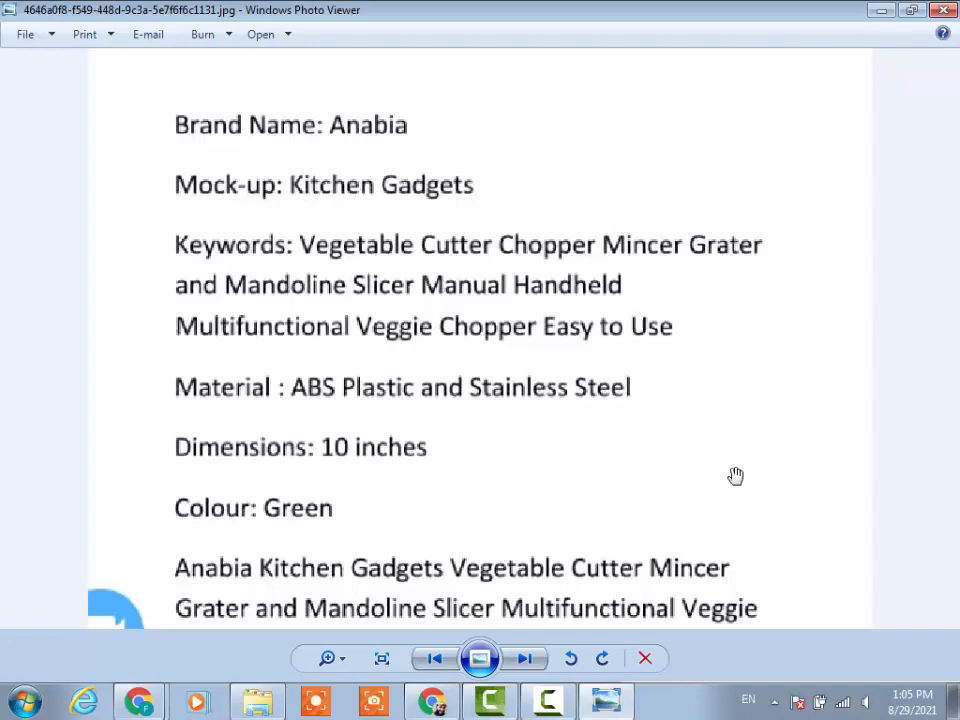 4646a0f8-f549-448d-9c3a-5e7f6f6c1131.jpg - Windows Photo Viewer
File Print E-mail Burn Open
Brand Name: Anabia
Mock-up: Kitchen Gadgets
Keywords: Vegetable Cutter Chopper Mincer Grater
and Mandoline Slicer Manual Handheld
Multifunctional Veggie Chopper Easy to Use
Material : ABS Plastic and Stainless Steel
Dimensions: 10 inches
Colour: Green
Anabia Kitchen Gadgets Vegetable Cutter Mincer
Grater and Mandoline Slicer Multifunctional Veggie
EN
1:05 PM
8/29/2021